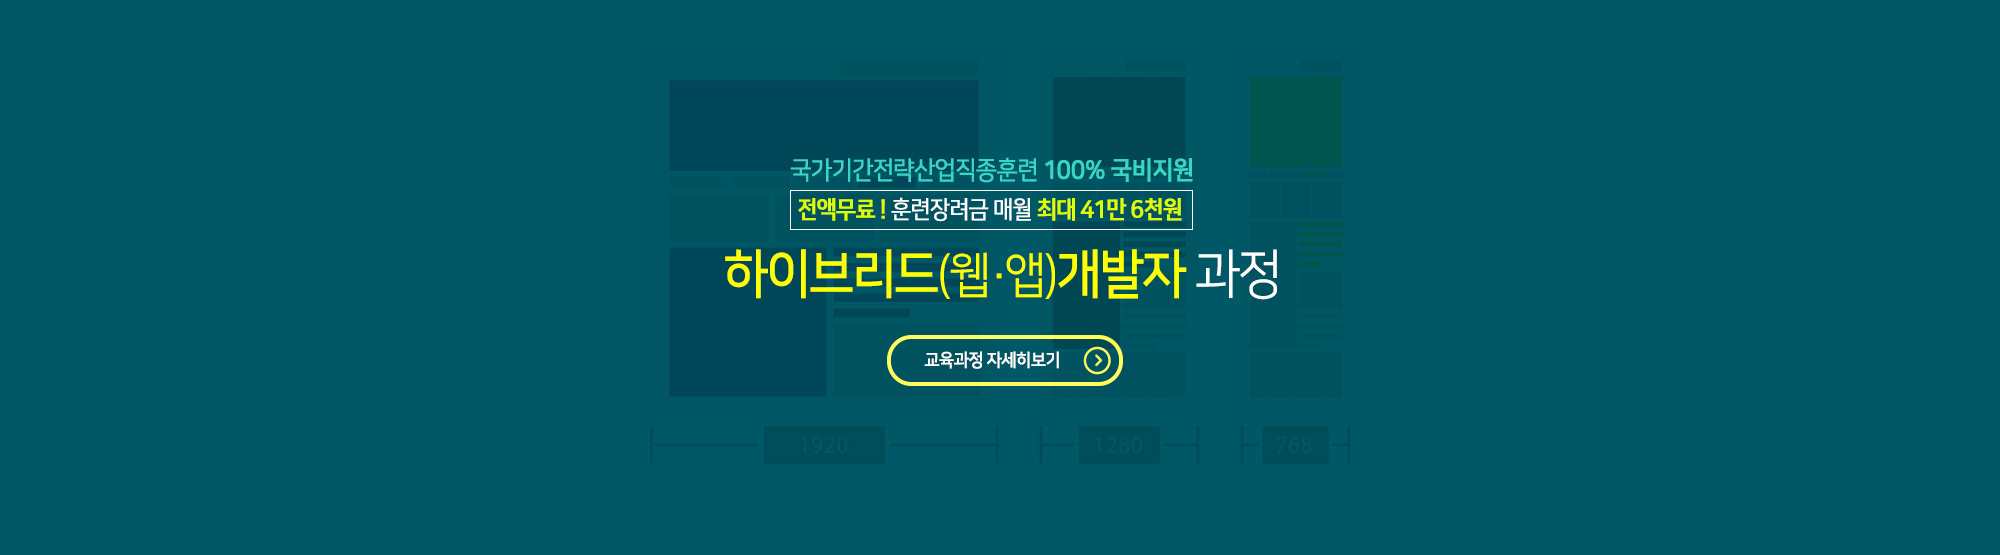 국가기간전략산업직종훈련 100% 국비지원
전액무료 ! 훈련장려금 매월 최대 41만 6천원
하이브리드(웹·앱)개발자 과정
교육과정 자세히보기
1920
1280
768